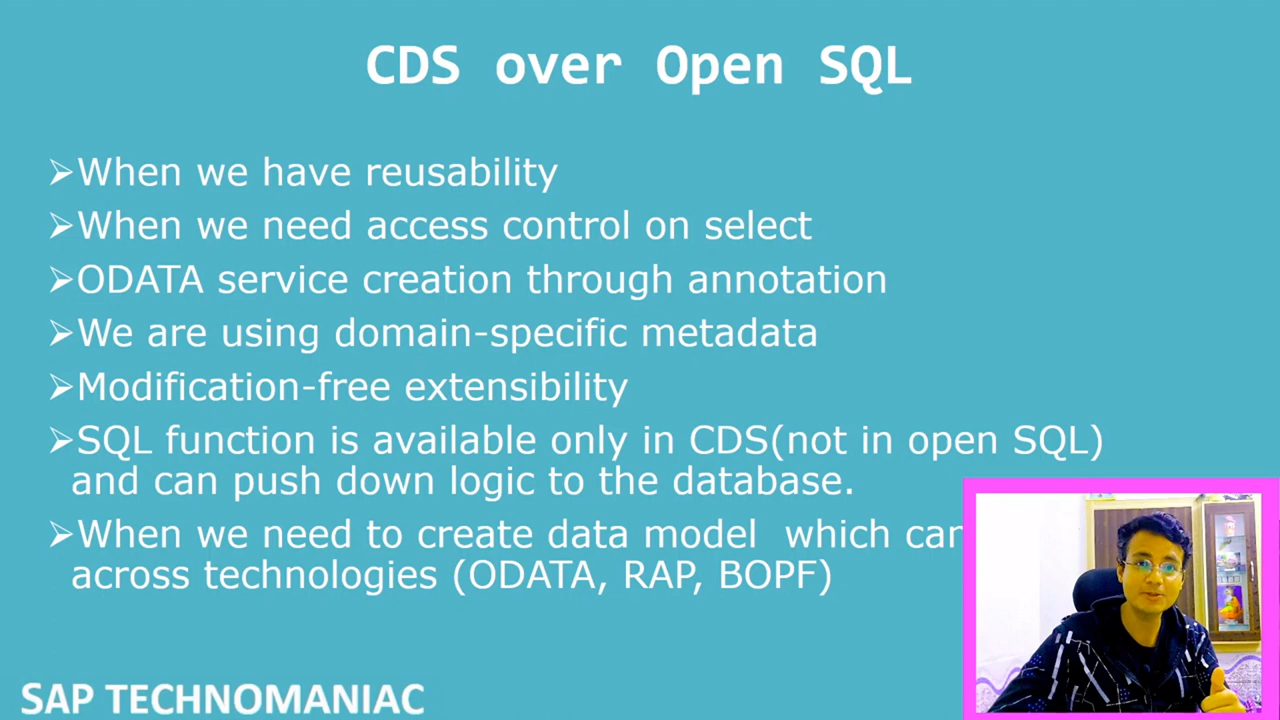 CDS over Open SQL
➢When we have reusability
➢When we need access control on select
➢ODATA service creation through annotation
➢We are using domain-specific metadata
➢Modification-free extensibility
➢SQL function is available only in CDS(not in open SQL)
and can push down logic to the database.
➢When we need to create data model which can
across technologies (ODATA, RAP, BOPF)
SAP TECHNOMANIAC